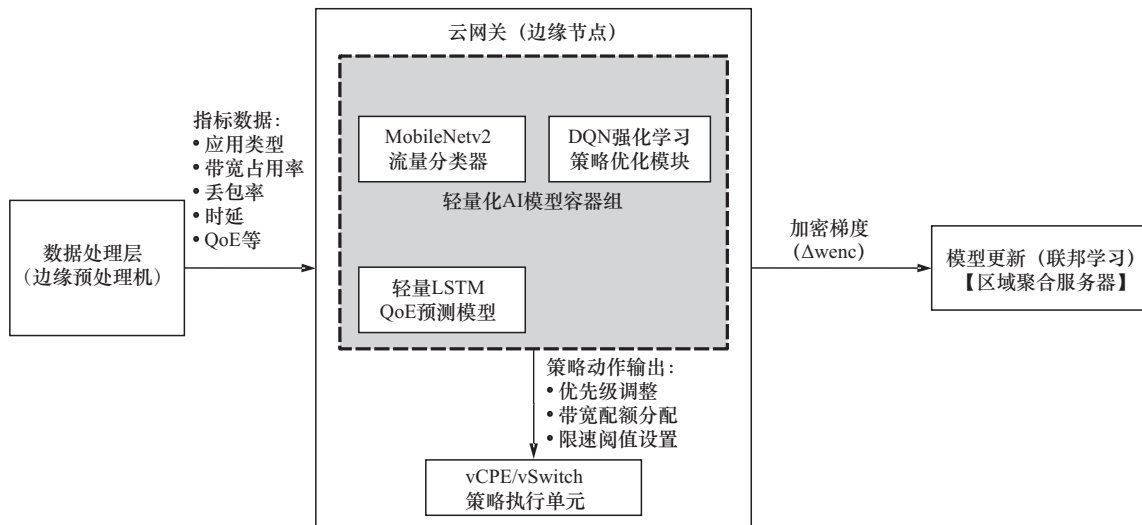 云网关（边缘节点）
指标数据：
• 应用类型
• 带宽占用率
• 丢包率
• 时延
• QoE等
数据处理层
（边缘预处理机）
MobileNetv2
流量分类器
DQN强化学习
策略优化模块
轻量化AI模型容器组
轻量LSTM
QoE预测模型
策略动作输出：
• 优先级调整
• 带宽配额分配
• 限速阅值设置
vCPE/vSwitch
策略执行单元
加密梯度
(Δwenc)
模型更新（联邦学习）
【区域聚合服务器】